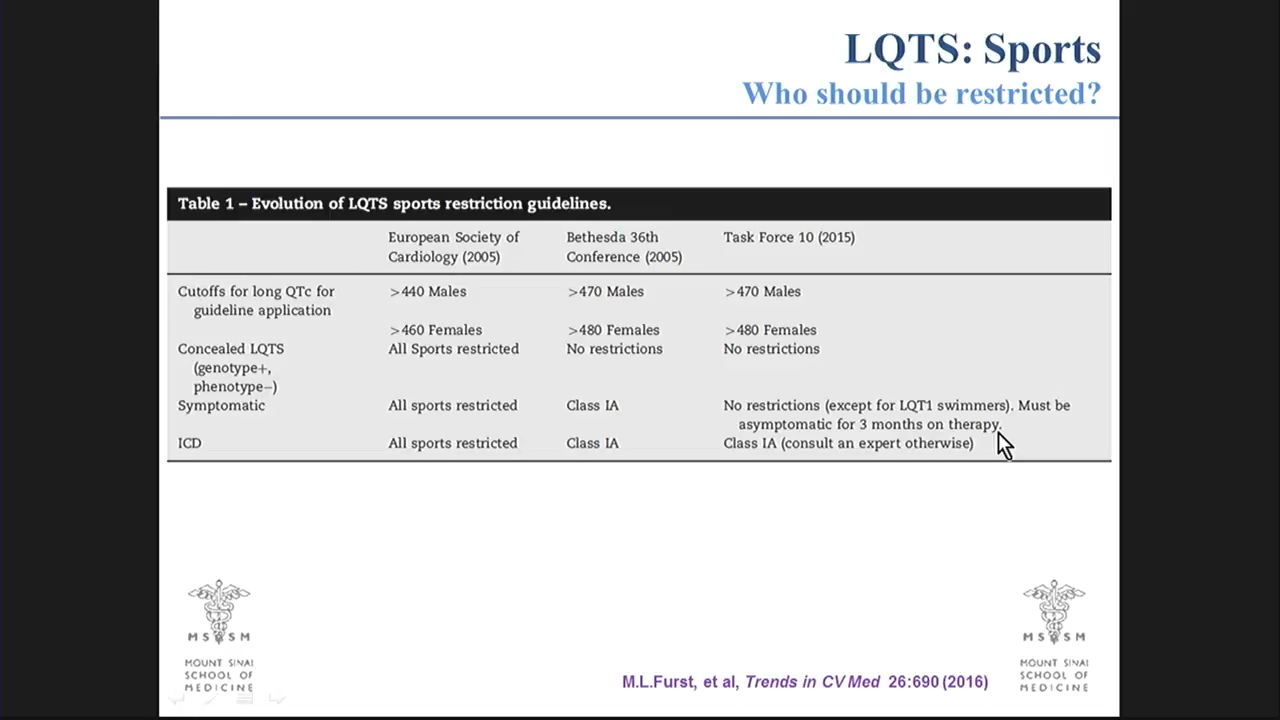 LQTS: Sports
Who should be restricted?
Table 1 – Evolution of LQTS sports restriction guidelines.
European Society of Cardiology (2005)
Bethesda 36th Conference (2005)
Task Force 10 (2015)
Cutoffs for long QTc for guideline application
>440 Males
>470 Males
>470 Males
>460 Females
>480 Females
>480 Females
Concealed LQTS (genotype+, phenotype–)
All Sports restricted
No restrictions
No restrictions
Symptomatic
All sports restricted
Class IA
No restrictions (except for LQT1 swimmers). Must be asymptomatic for 3 months on therapy.
ICD
All sports restricted
Class IA
Class IA (consult an expert otherwise)
MSSM
MOUNT SINAI
SCHOOL OF
MEDICINE
MSSM
MOUNT SINAI
SCHOOL OF
MEDICINE
M.L.Furst, et al, Trends in CV Med 26:690 (2016)